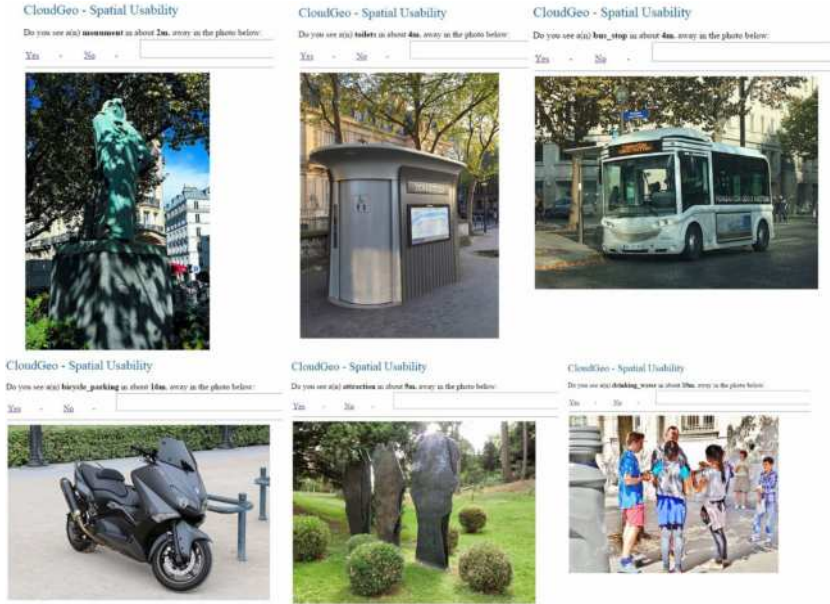 CloudGeo - Spatial Usability
Do you see a(n) monument in about 2m. away in the photo below:
Yes - No -
CloudGeo - Spatial Usability
Do you see a(n) toilets in about 4m. away in the photo below:
Yes - No -
CloudGeo - Spatial Usability
Do you see a(n) bus_stop in about 4m. away in the photo below:
Yes - No -
CloudGeo - Spatial Usability
Do you see a(n) bicycle_parking in about 14m. away in the photo below:
Yes - No -
CloudGeo - Spatial Usability
Do you see a(n) attraction in about 9m. away in the photo below:
Yes - No -
CloudGeo - Spatial Usability
Do you see a(n) drinking_water in about 10m. away in the photo below:
Yes - No -